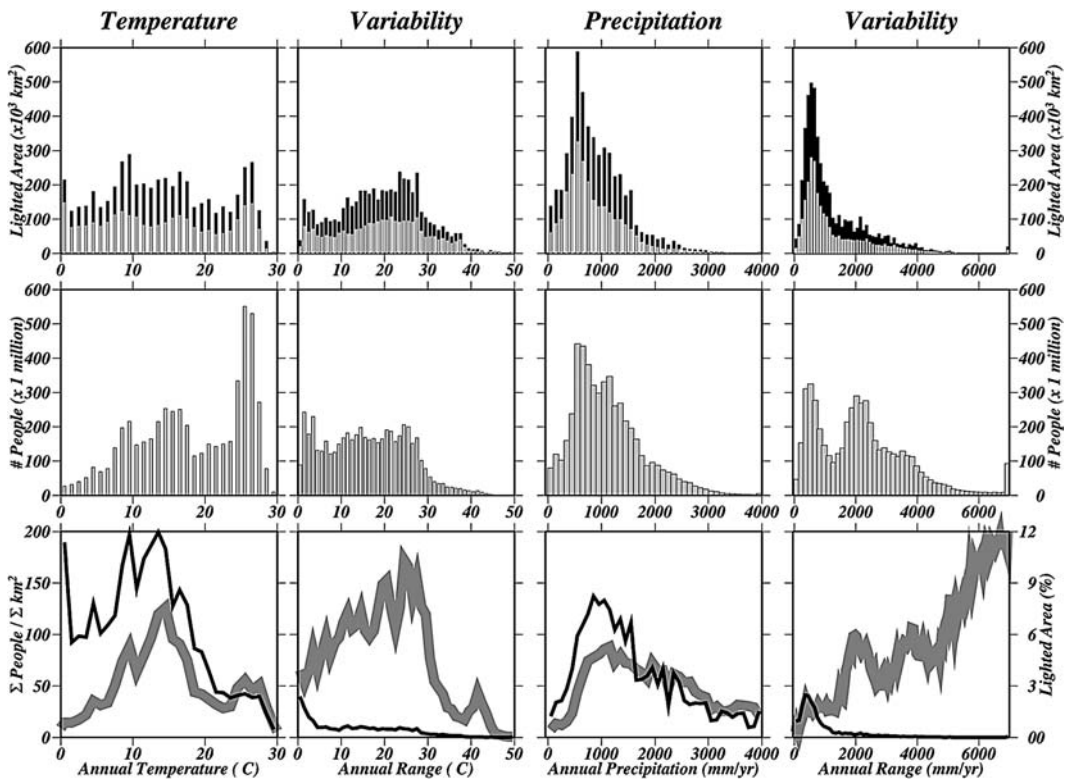 Temperature Variability Precipitation Variability
Lighted Area (x10³ km²)
600
500
400
300
200
100
0
0 10 20 30
0 10 20 30 40 50
0 1000 2000 3000 4000
0 2000 4000 6000
600
500
400
300
200
100
0
Lighted Area (x10³ km²)
# People (x 1 million)
600
500
400
300
200
100
0
0 10 20 30
0 10 20 30 40 50
0 1000 2000 3000 4000
0 2000 4000 6000
600
500
400
300
200
100
0
# People (x 1 million)
Σ People / Σ km²
200
150
100
50
0
0 10 20 30
0 10 20 30 40 50
0 1000 2000 3000 4000
0 2000 4000 6000
12
9
6
3
00
Lighted Area (%)
Annual Temperature ( C) Annual Range ( C) Annual Precipitation (mm/yr) Annual Range (mm/yr)